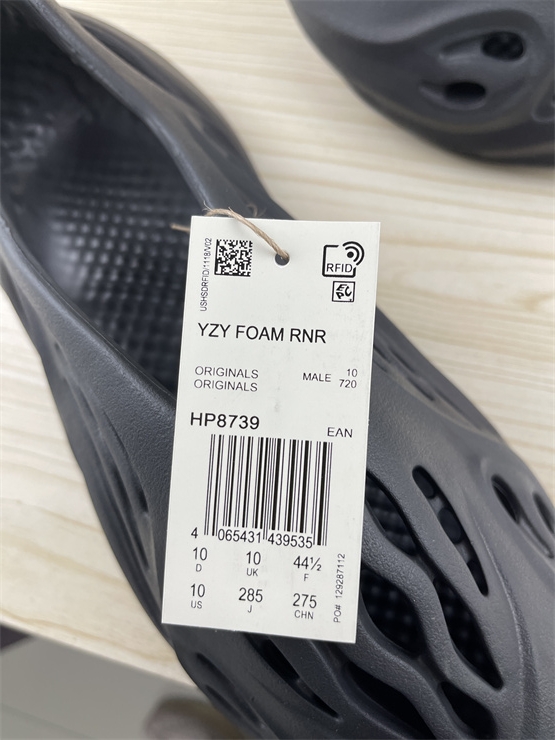 USHSDRFID/1118/V02
RFID
YZY FOAM RNR
ORIGINALS
ORIGINALS
MALE
10
720
HP8739
EAN
4 065431 439535
10 10 44½
D UK F
10 285 275
US J CHN
PO# 129287112